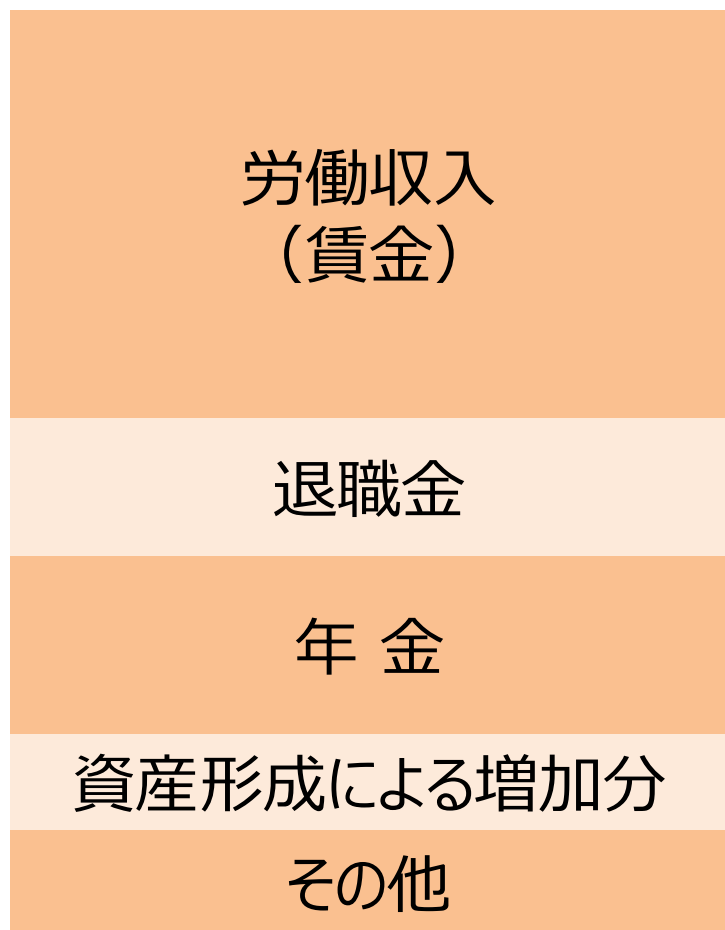 労働収入
（賃金）
退職金
年 金
資産形成による増加分
その他